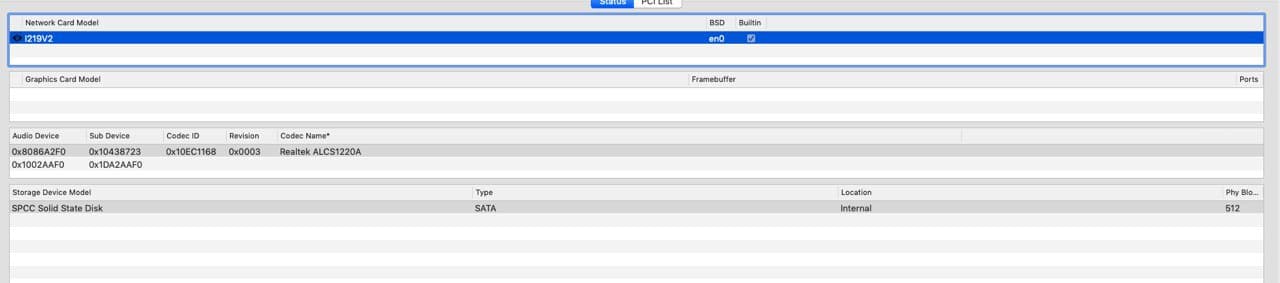 Status PCI List
Network Card Model BSD Builtin
I219V2 en0
Graphics Card Model Framebuffer Ports
Audio Device Sub Device Codec ID Revision Codec Name*
0x8086A2F0 0x10438723 0x10EC1168 0x0003 Realtek ALCS1220A
0x1002AAF0 0x1DA2AAF0
Storage Device Model Type Location Phy Blo...
SPCC Solid State Disk SATA Internal 512